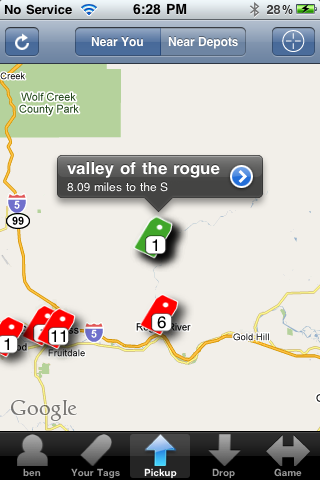 No Service 6:28 PM 28%
Near You Near Depots
Creek
Wolf Creek
County Park
valley of the rogue
8.09 miles to the S
5
99
1
6
11
5
1
River
Gold Hill
Fruitdale
Google
ben Your Tags Pickup Drop Game